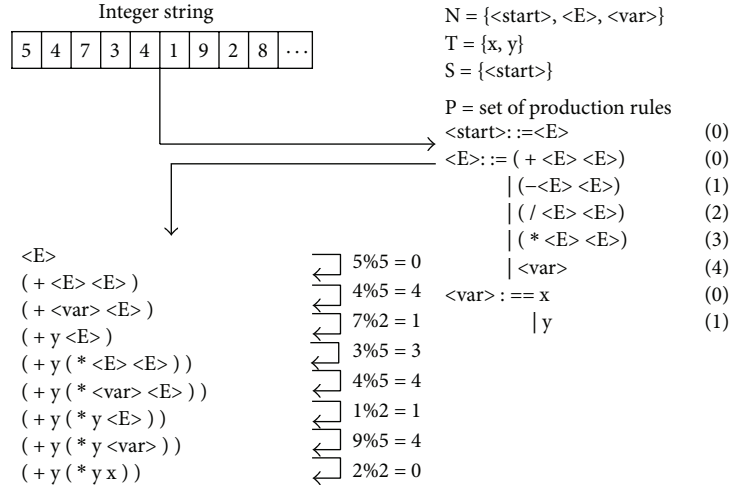 Integer string
5 4 7 3 4 1 9 2 8 ...
N = {<start>, <E>, <var>}
T = {x, y}
S = {<start>}
P = set of production rules
<start>: :=<E> (0)
<E>: := ( + <E> <E>) (0)
| (−<E> <E>) (1)
| ( / <E> <E>) (2)
| ( * <E> <E>) (3)
| <var> (4)
<var> : == x (0)
| y (1)
<E>
( + <E> <E> )
( + <var> <E> )
( + y <E> )
( + y ( * <E> <E> ) )
( + y ( * <var> <E> ) )
( + y ( * y <E> ) )
( + y ( * y <var> ) )
( + y ( * y x ) )
5%5 = 0
4%5 = 4
7%2 = 1
3%5 = 3
4%5 = 4
1%2 = 1
9%5 = 4
2%2 = 0